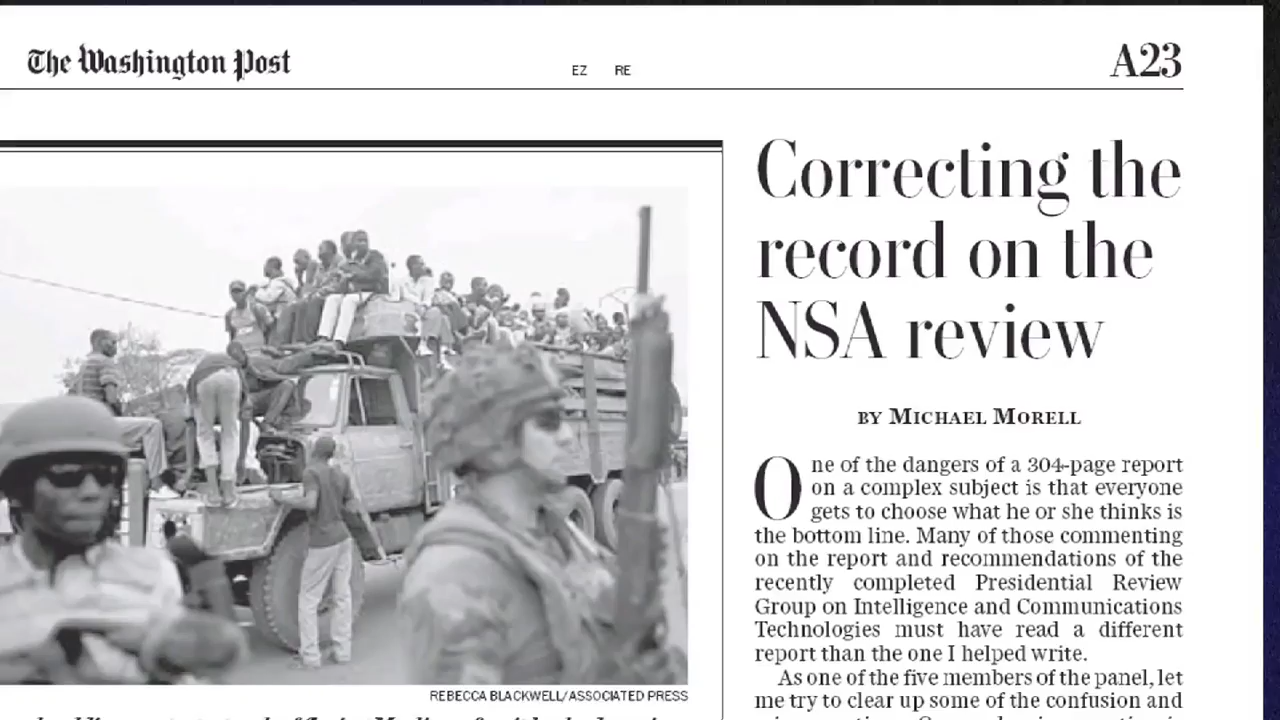 The Washington Post
EZ RE
A23
Correcting the
record on the
NSA review
BY MICHAEL MORELL
One of the dangers of a 304-page report
on a complex subject is that everyone
gets to choose what he or she thinks is
the bottom line. Many of those commenting
on the report and recommendations of the
recently completed Presidential Review
Group on Intelligence and Communications
Technologies must have read a different
report than the one I helped write.
As one of the five members of the panel, let
me try to clear up some of the confusion and
REBECCA BLACKWELL/ASSOCIATED PRESS